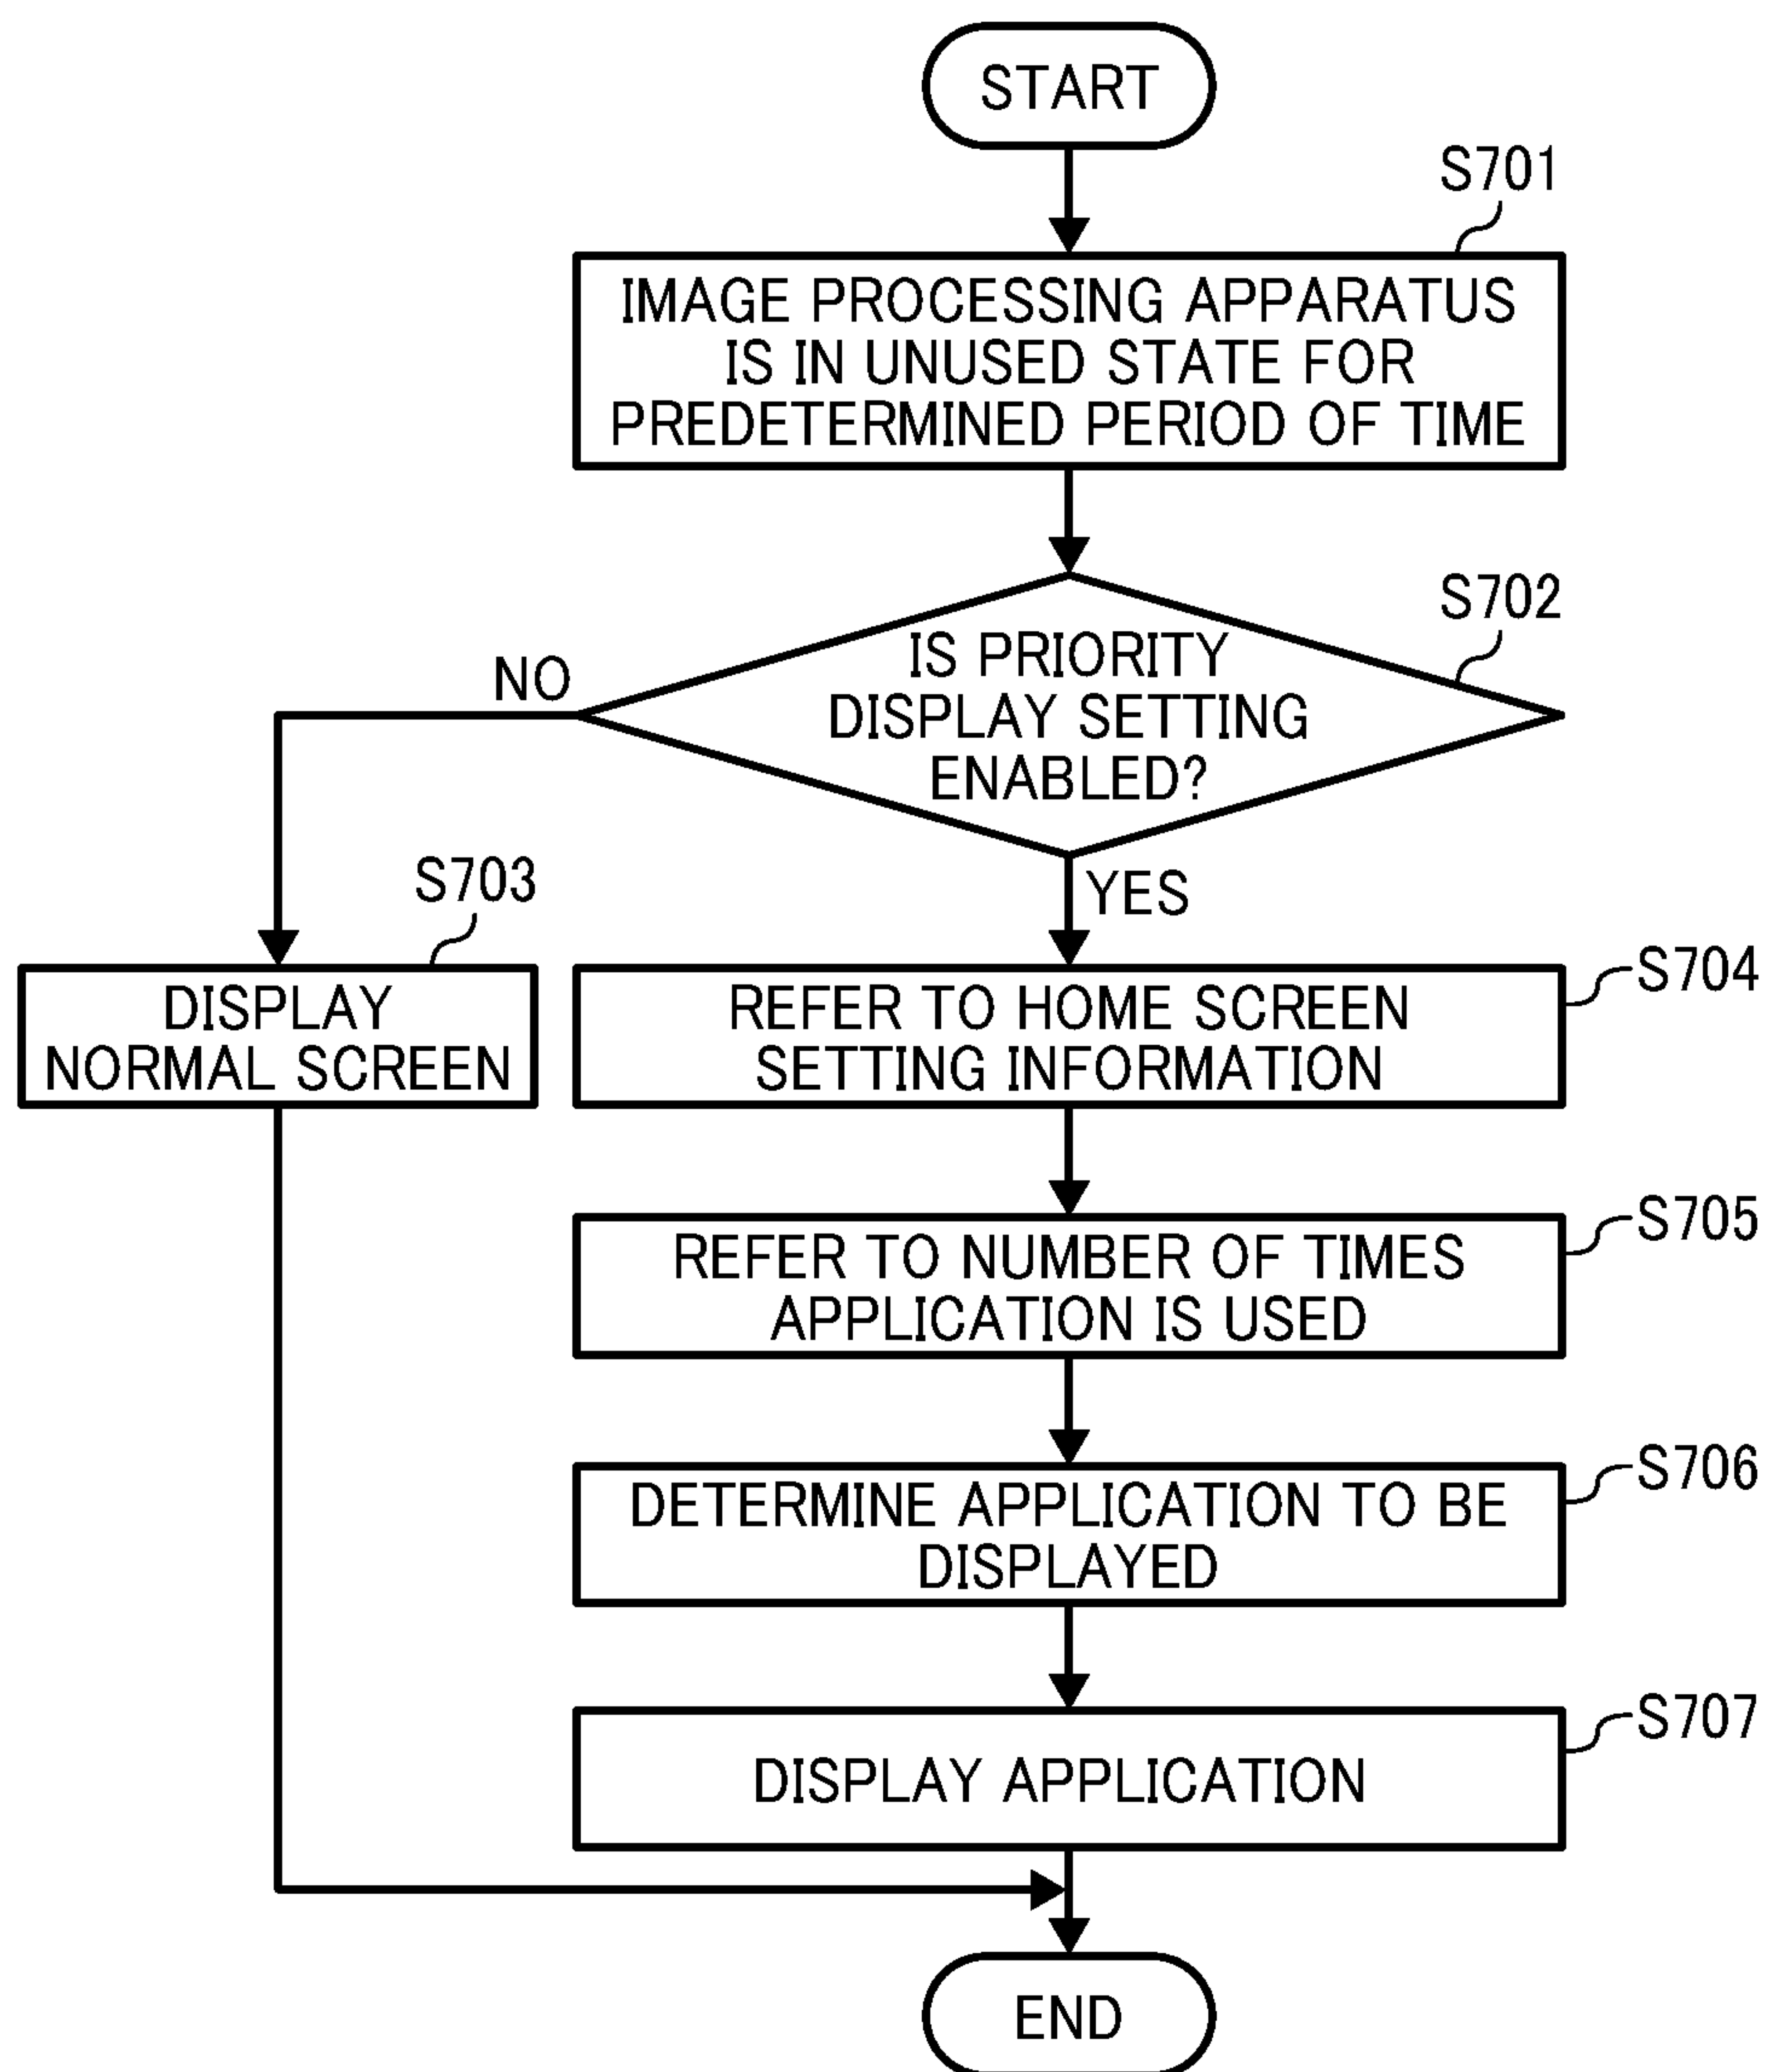 START
S701
IMAGE PROCESSING APPARATUS
IS IN UNUSED STATE FOR
PREDETERMINED PERIOD OF TIME
S702
IS PRIORITY
DISPLAY SETTING
ENABLED?
NO
YES
S703
DISPLAY
NORMAL SCREEN
S704
REFER TO HOME SCREEN
SETTING INFORMATION
S705
REFER TO NUMBER OF TIMES
APPLICATION IS USED
S706
DETERMINE APPLICATION TO BE
DISPLAYED
S707
DISPLAY APPLICATION
END